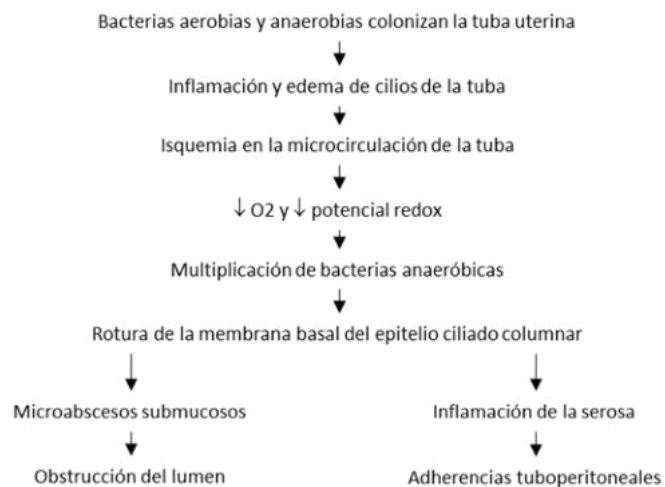 Bacterias aerobias y anaerobias colonizan la tuba uterina
Inflamación y edema de cilios de la tuba
Isquemia en la microcirculación de la tuba
↓ O2 y ↓ potencial redox
Multiplicación de bacterias anaeróbicas
Rotura de la membrana basal del epitelio ciliado columnar
Microabscesos submucosos
Inflamación de la serosa
Obstrucción del lumen
Adherencias tuboperitoneales